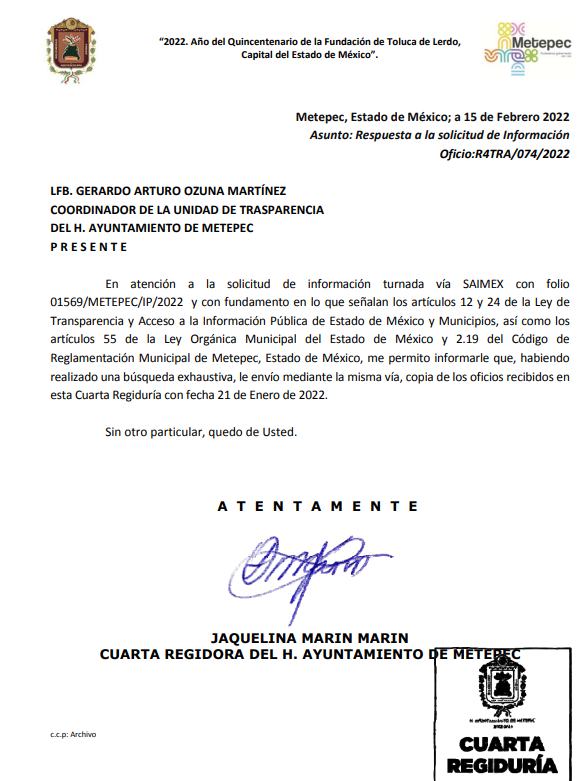 “2022. Año del Quincentenario de la Fundación de Toluca de Lerdo,
Capital del Estado de México”.
Metepec
Metepec, Estado de México; a 15 de Febrero 2022
Asunto: Respuesta a la solicitud de Información
Oficio:R4TRA/074/2022
LFB. GERARDO ARTURO OZUNA MARTÍNEZ
COORDINADOR DE LA UNIDAD DE TRASPARENCIA
DEL H. AYUNTAMIENTO DE METEPEC
P R E S E N T E
En atención a la solicitud de información turnada vía SAIMEX con folio
01569/METEPEC/IP/2022 y con fundamento en lo que señalan los artículos 12 y 24 de la Ley de
Transparencia y Acceso a la Información Pública de Estado de México y Municipios, así como los
artículos 55 de la Ley Orgánica Municipal del Estado de México y 2.19 del Código de
Reglamentación Municipal de Metepec, Estado de México, me permito informarle que, habiendo
realizado una búsqueda exhaustiva, le envío mediante la misma vía, copia de los oficios recibidos en
esta Cuarta Regiduría con fecha 21 de Enero de 2022.
Sin otro particular, quedo de Usted.
A T E N T A M E N T E
JAQUELINA MARIN MARIN
CUARTA REGIDORA DEL H. AYUNTAMIENTO DE METEPEC
H. AYUNTAMIENTO DE METEPEC
c.c.p: Archivo
CUARTA
REGIDURÍA